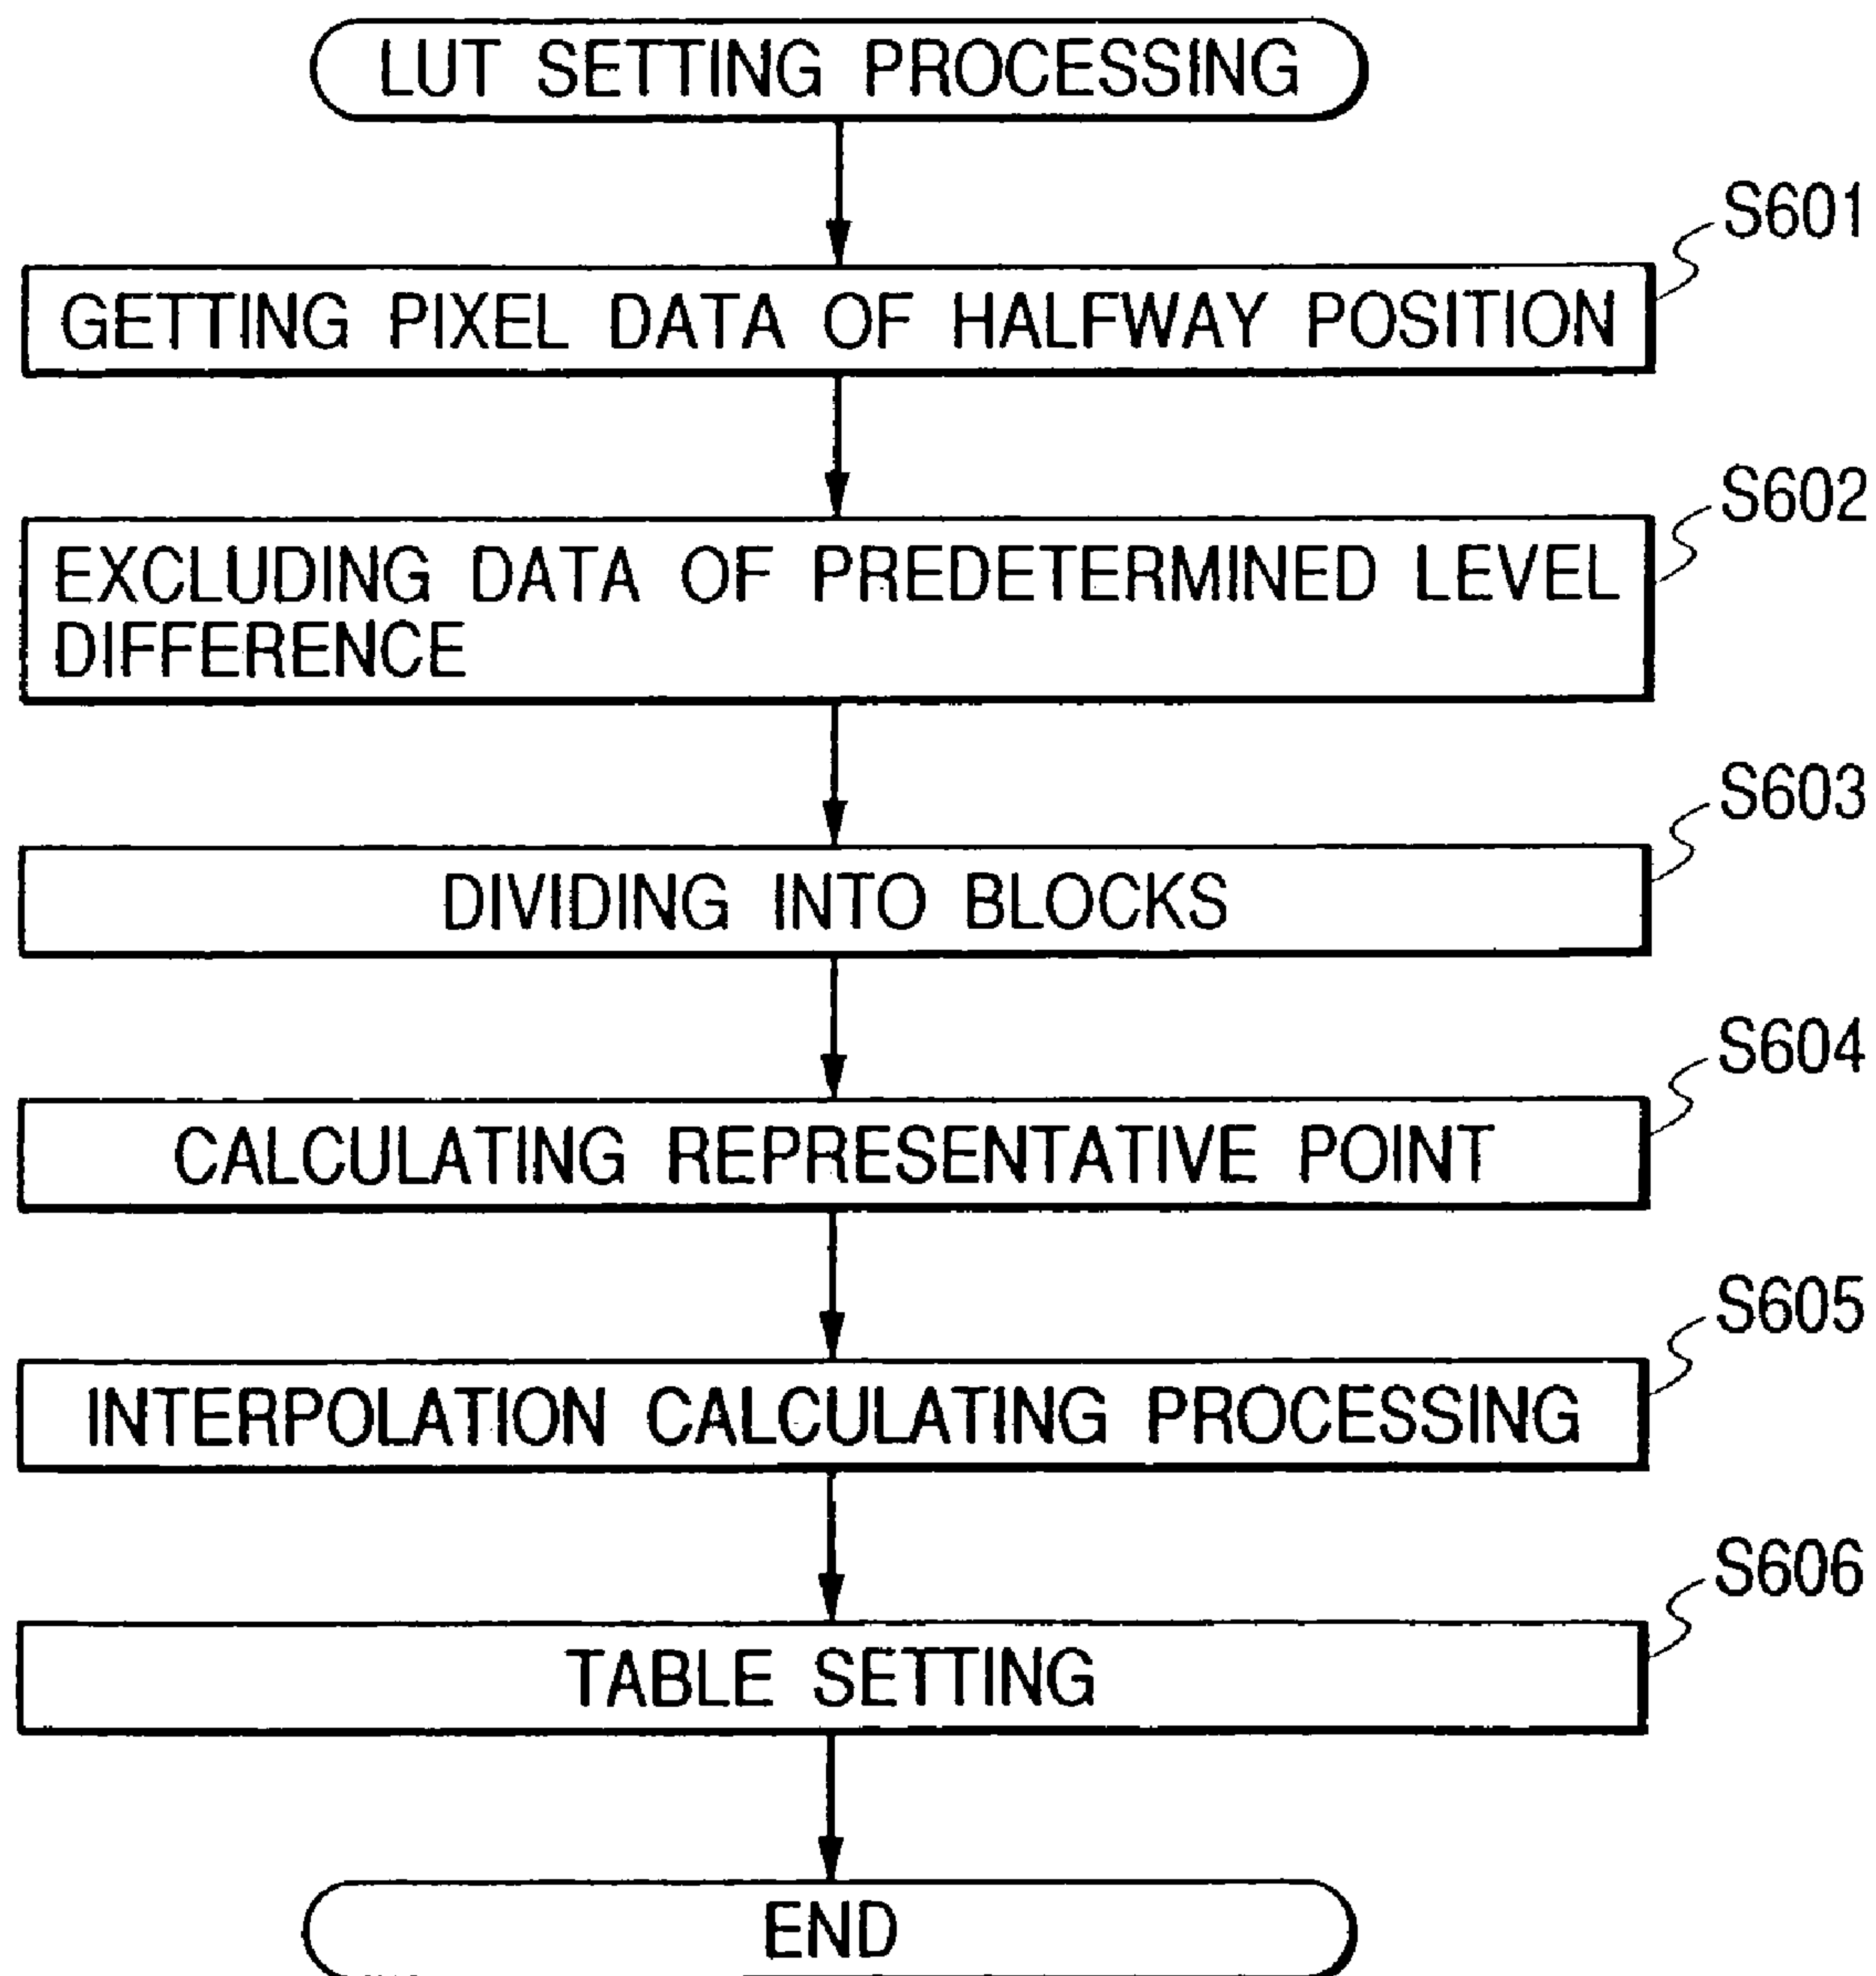 LUT SETTING PROCESSING
S601
GETTING PIXEL DATA OF HALFWAY POSITION
S602
EXCLUDING DATA OF PREDETERMINED LEVEL
DIFFERENCE
S603
DIVIDING INTO BLOCKS
S604
CALCULATING REPRESENTATIVE POINT
S605
INTERPOLATION CALCULATING PROCESSING
S606
TABLE SETTING
END